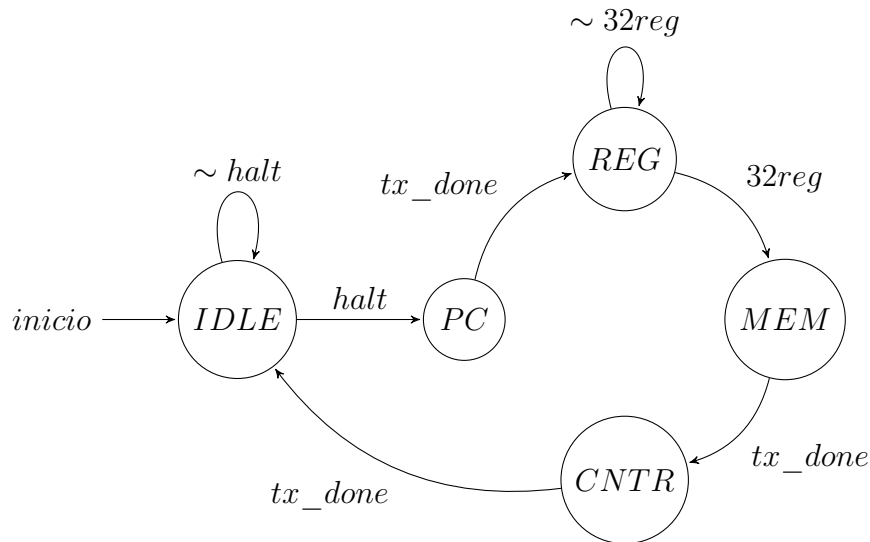 ∼ 32reg
REG
tx_done
32reg
∼ halt
inicio
IDLE
halt
PC
MEM
tx_done
CNTR
tx_done